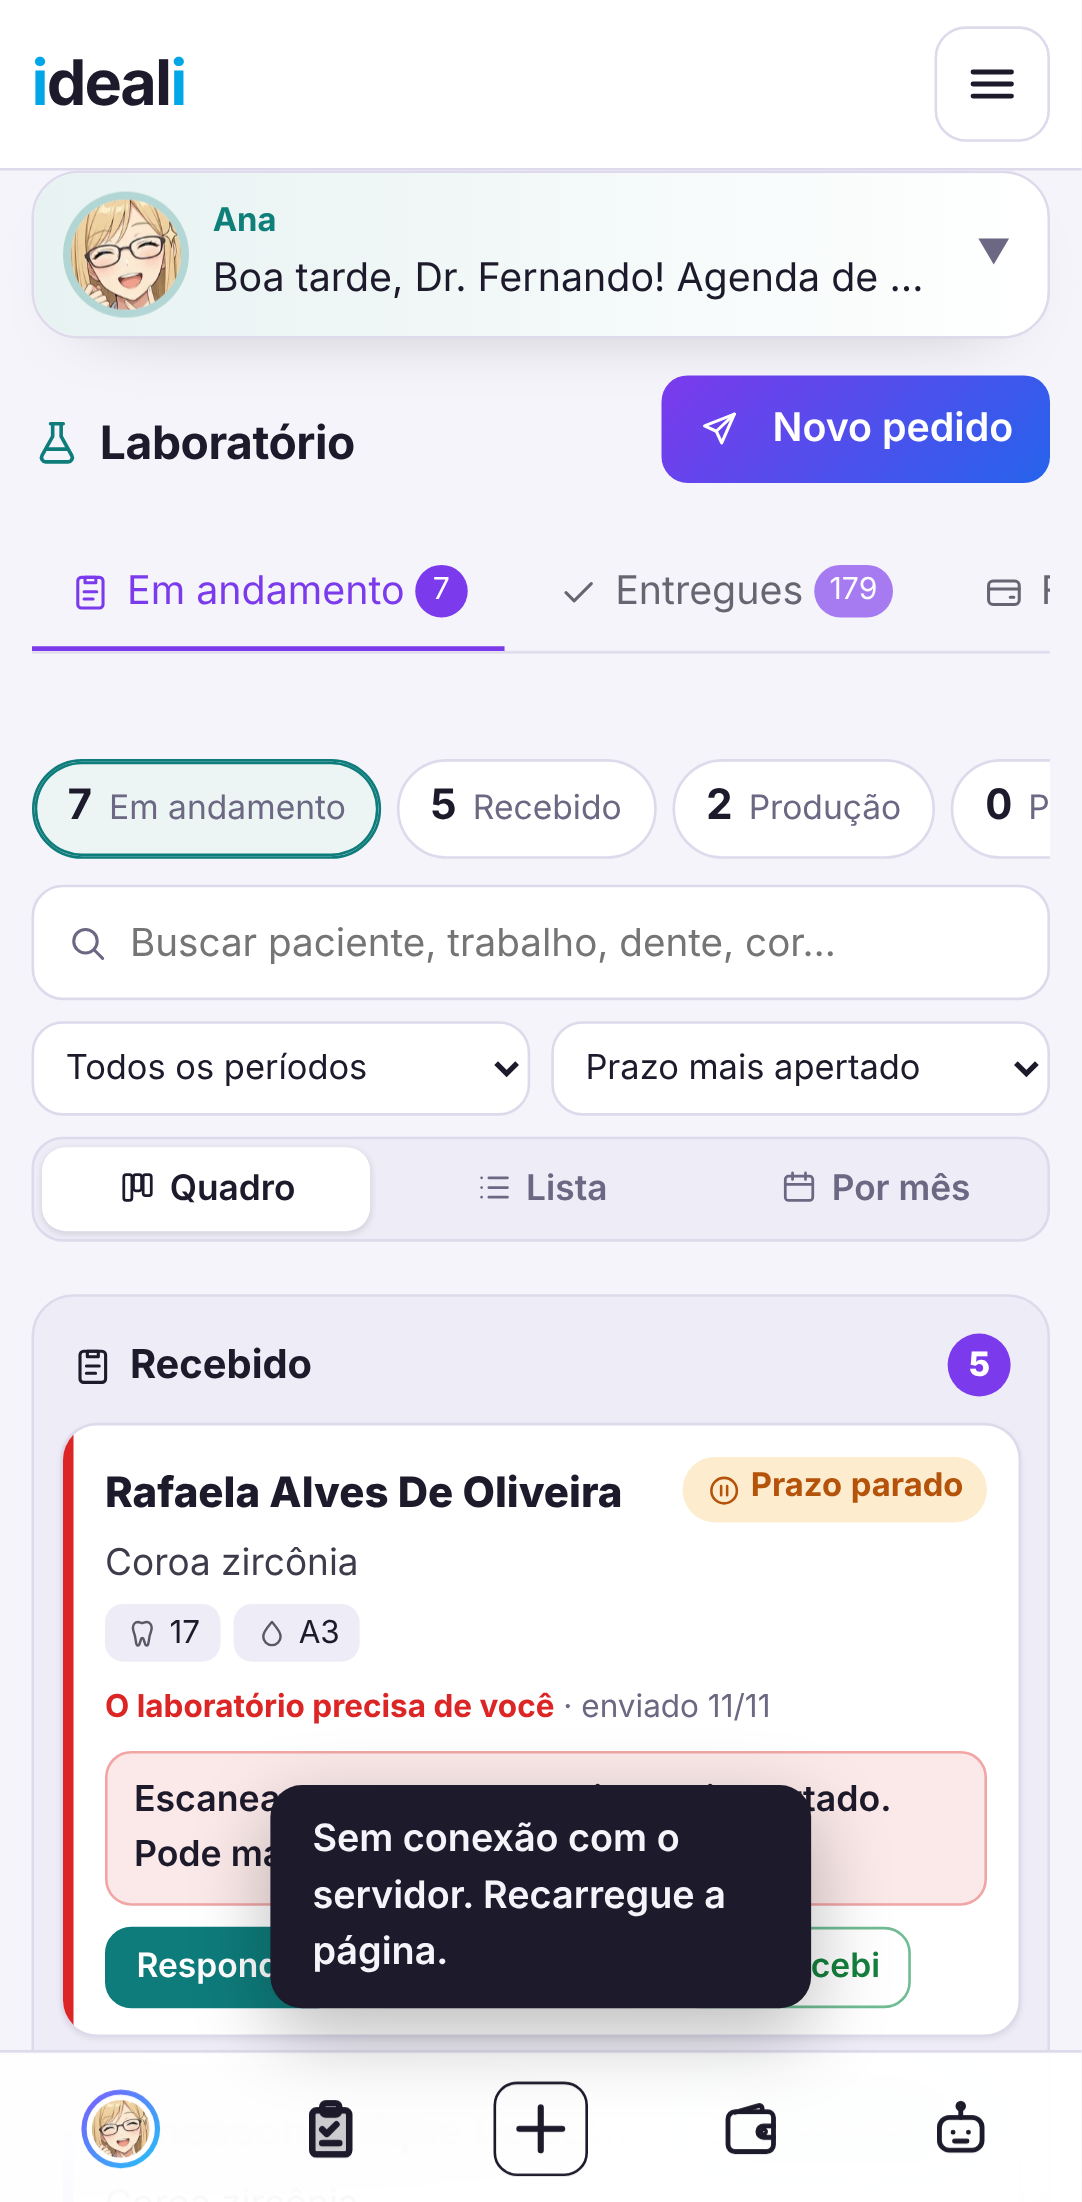 ideali
Ana
Boa tarde, Dr. Fernando! Agenda de ...
Laboratório
Novo pedido
Em andamento 7
Entregues 179
7 Em andamento
5 Recebido
2 Produção
0 P
Buscar paciente, trabalho, dente, cor...
Todos os períodos
Prazo mais apertado
Quadro
Lista
Por mês
Recebido
5
Rafaela Alves De Oliveira
Prazo parado
Coroa zircônia
17
A3
O laboratório precisa de você · enviado 11/11
Sem conexão com o
servidor. Recarregue a
página.
Pode
Coroa zircônia